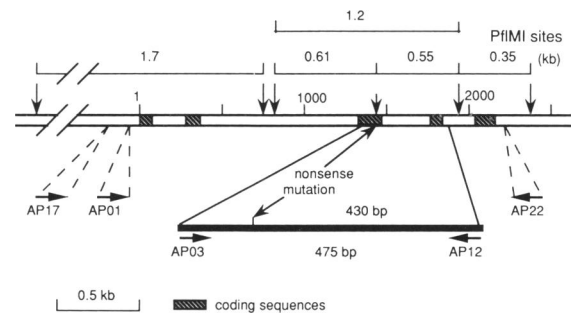 1.2
PflMI sites
1.7 0.61 0.55 0.35 (kb)
1 1000 2000
nonsense
mutation
AP17 AP01 AP22
430 bp
AP03 475 bp AP12
0.5 kb coding sequences